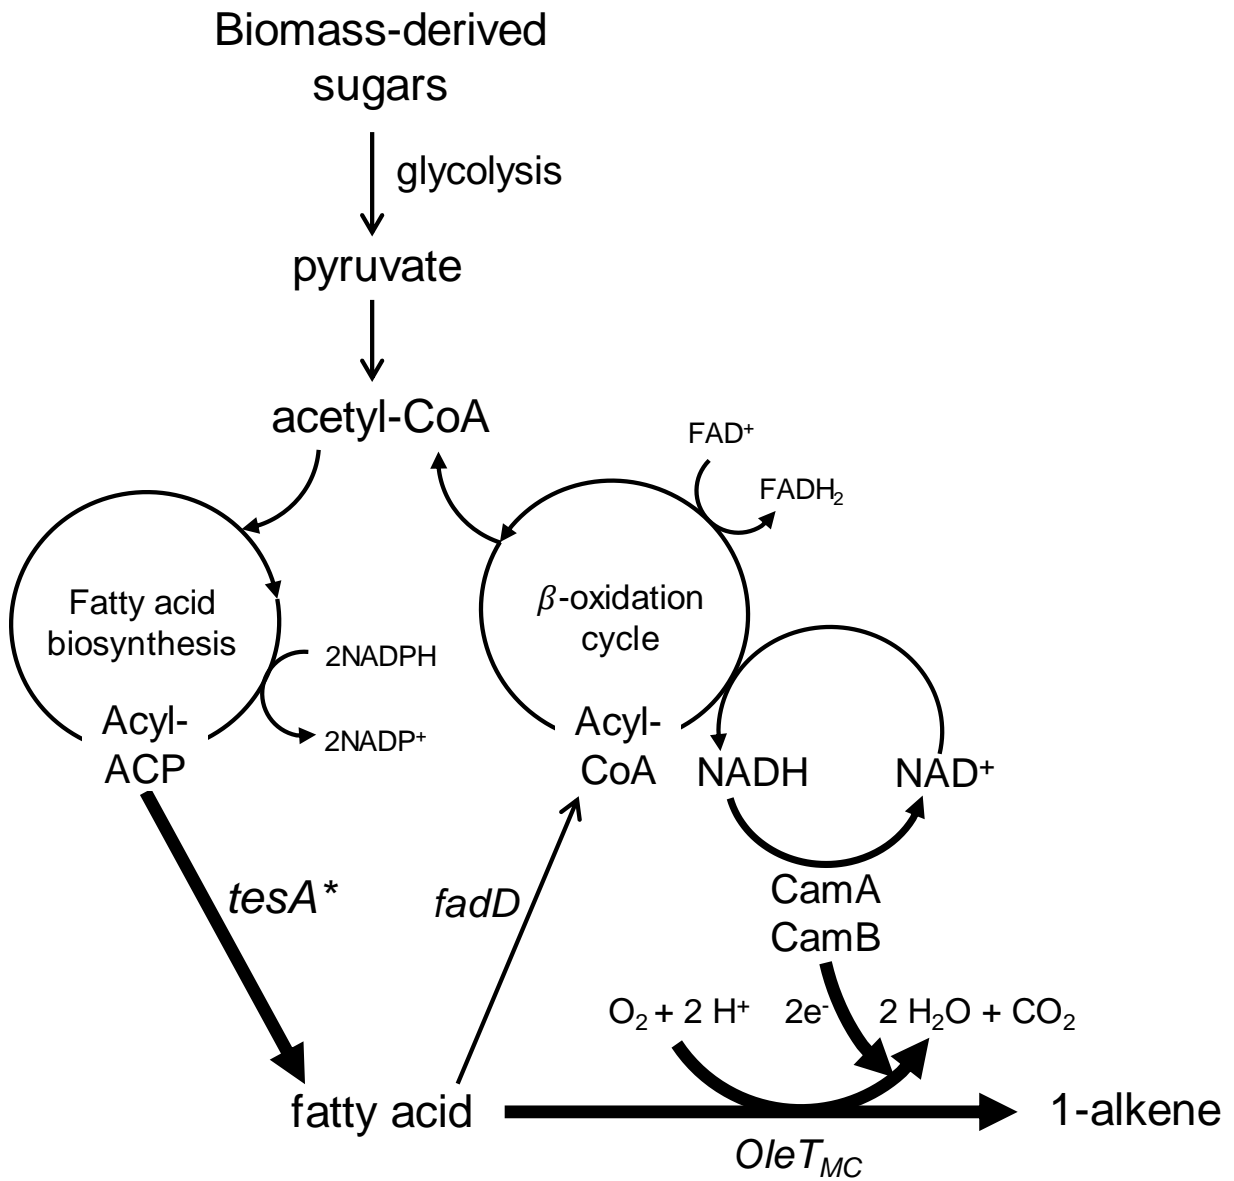 Biomass-derived
sugars
glycolysis
pyruvate
acetyl-CoA
FAD⁺
FADH₂
Fatty acid
biosynthesis
2NADPH
2NADP⁺
Acyl-
ACP
β-oxidation
cycle
Acyl-
CoA
NADH
NAD⁺
tesA*
fadD
CamA
CamB
O₂ + 2 H⁺ 2e⁻ 2 H₂O + CO₂
fatty acid
1-alkene
OleT_MC